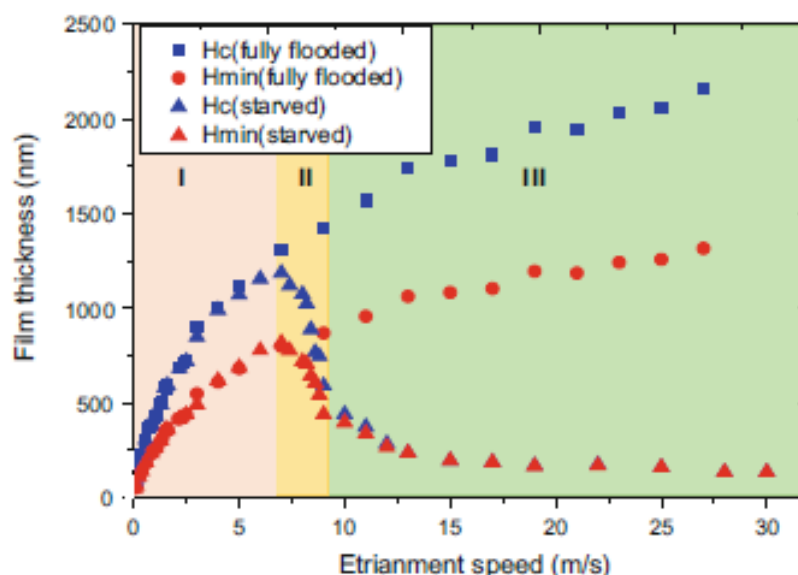 2500
2000
1500
1000
500
0
Film thickness (nm)
Hc(fully flooded)
Hmin(fully flooded)
Hc(starved)
Hmin(starved)
I
II
III
0
5
10
15
20
25
30
Etrianment speed (m/s)